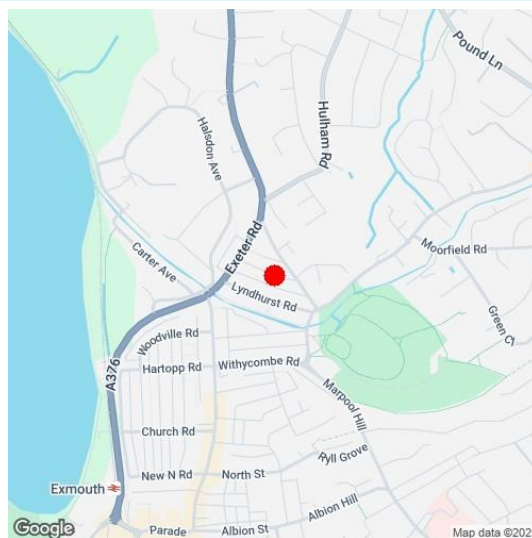 Pound Ln
Hulham Rd
Halsdon Ave
Exeter Rd
Moorfield Rd
Carter Ave
Lyndhurst Rd
Green Ct
Woodville Rd
A376
Hartopp Rd
Withycombe Rd
Marpool Hill
Church Rd
Ryll Grove
New N Rd
North St
Exmouth
Albion Hill
Parade
Albion St
Google
Map data ©202